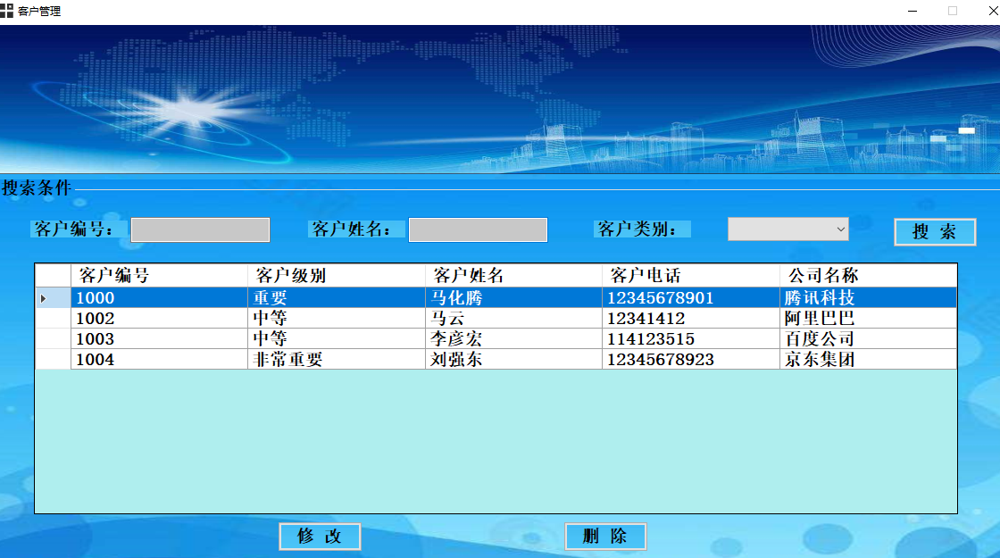 客户管理
搜索条件
客户编号： 客户姓名： 客户类别： 搜 索
客户编号 客户级别 客户姓名 客户电话 公司名称
1000 重要 马化腾 12345678901 腾讯科技
1002 中等 马云 12341412 阿里巴巴
1003 中等 李彦宏 114123515 百度公司
1004 非常重要 刘强东 12345678923 京东集团
修 改 删 除